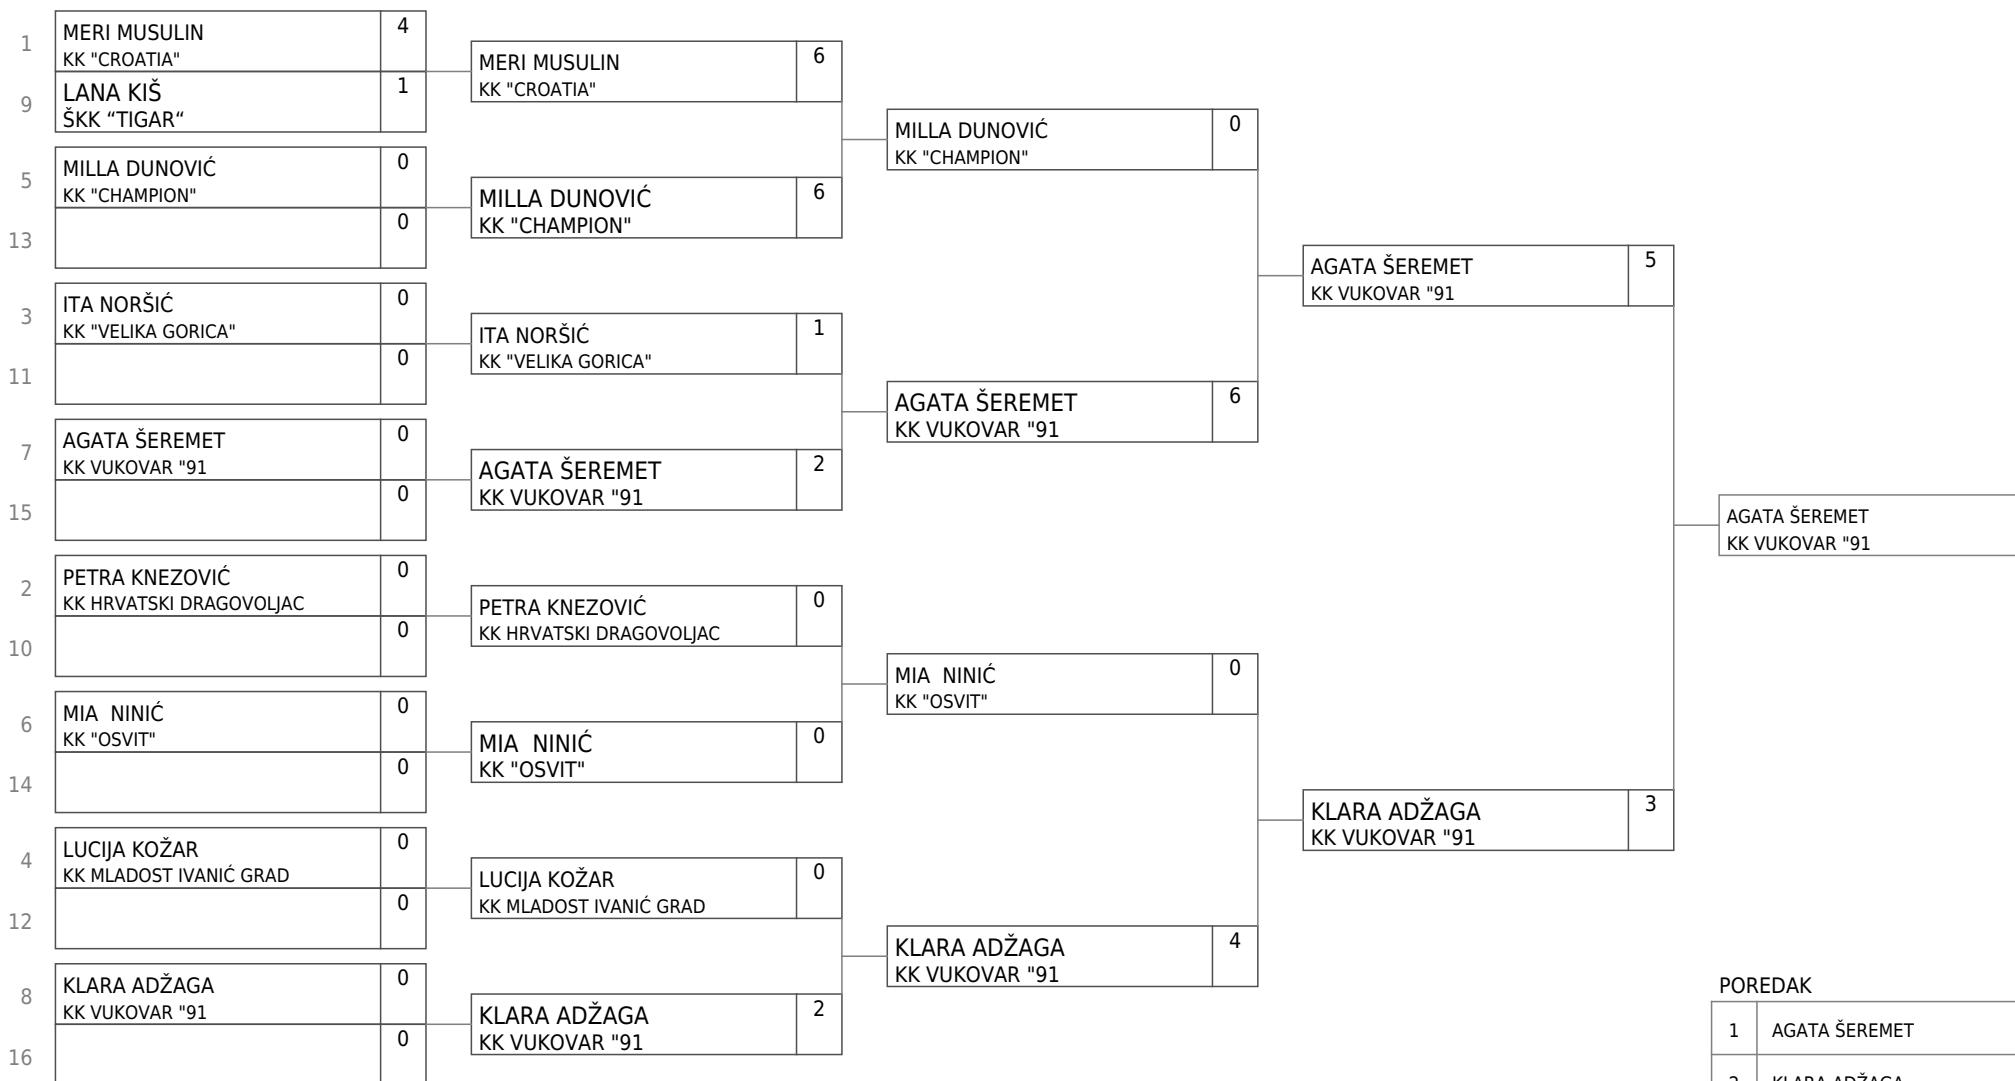 1
MERI MUSULIN
KK "CROATIA"
4
9
LANA KIŠ
ŠKK “TIGAR“
1
5
MILLA DUNOVIĆ
KK "CHAMPION"
0
13
0
3
ITA NORŠIĆ
KK "VELIKA GORICA"
0
11
0
7
AGATA ŠEREMET
KK VUKOVAR "91
0
15
0
2
PETRA KNEZOVIĆ
KK HRVATSKI DRAGOVOLJAC
0
10
0
6
MIA  NINIĆ
KK "OSVIT"
0
14
0
4
LUCIJA KOŽAR
KK MLADOST IVANIĆ GRAD
0
12
0
8
KLARA ADŽAGA
KK VUKOVAR "91
0
16
0
MERI MUSULIN
KK "CROATIA"
6
MILLA DUNOVIĆ
KK "CHAMPION"
6
ITA NORŠIĆ
KK "VELIKA GORICA"
1
AGATA ŠEREMET
KK VUKOVAR "91
2
PETRA KNEZOVIĆ
KK HRVATSKI DRAGOVOLJAC
0
MIA  NINIĆ
KK "OSVIT"
0
LUCIJA KOŽAR
KK MLADOST IVANIĆ GRAD
0
KLARA ADŽAGA
KK VUKOVAR "91
2
MILLA DUNOVIĆ
KK "CHAMPION"
0
AGATA ŠEREMET
KK VUKOVAR "91
6
MIA  NINIĆ
KK "OSVIT"
0
KLARA ADŽAGA
KK VUKOVAR "91
4
AGATA ŠEREMET
KK VUKOVAR "91
5
KLARA ADŽAGA
KK VUKOVAR "91
3
AGATA ŠEREMET
KK VUKOVAR "91
POREDAK
1 AGATA ŠEREMET
2 KLARA ADŽAGA